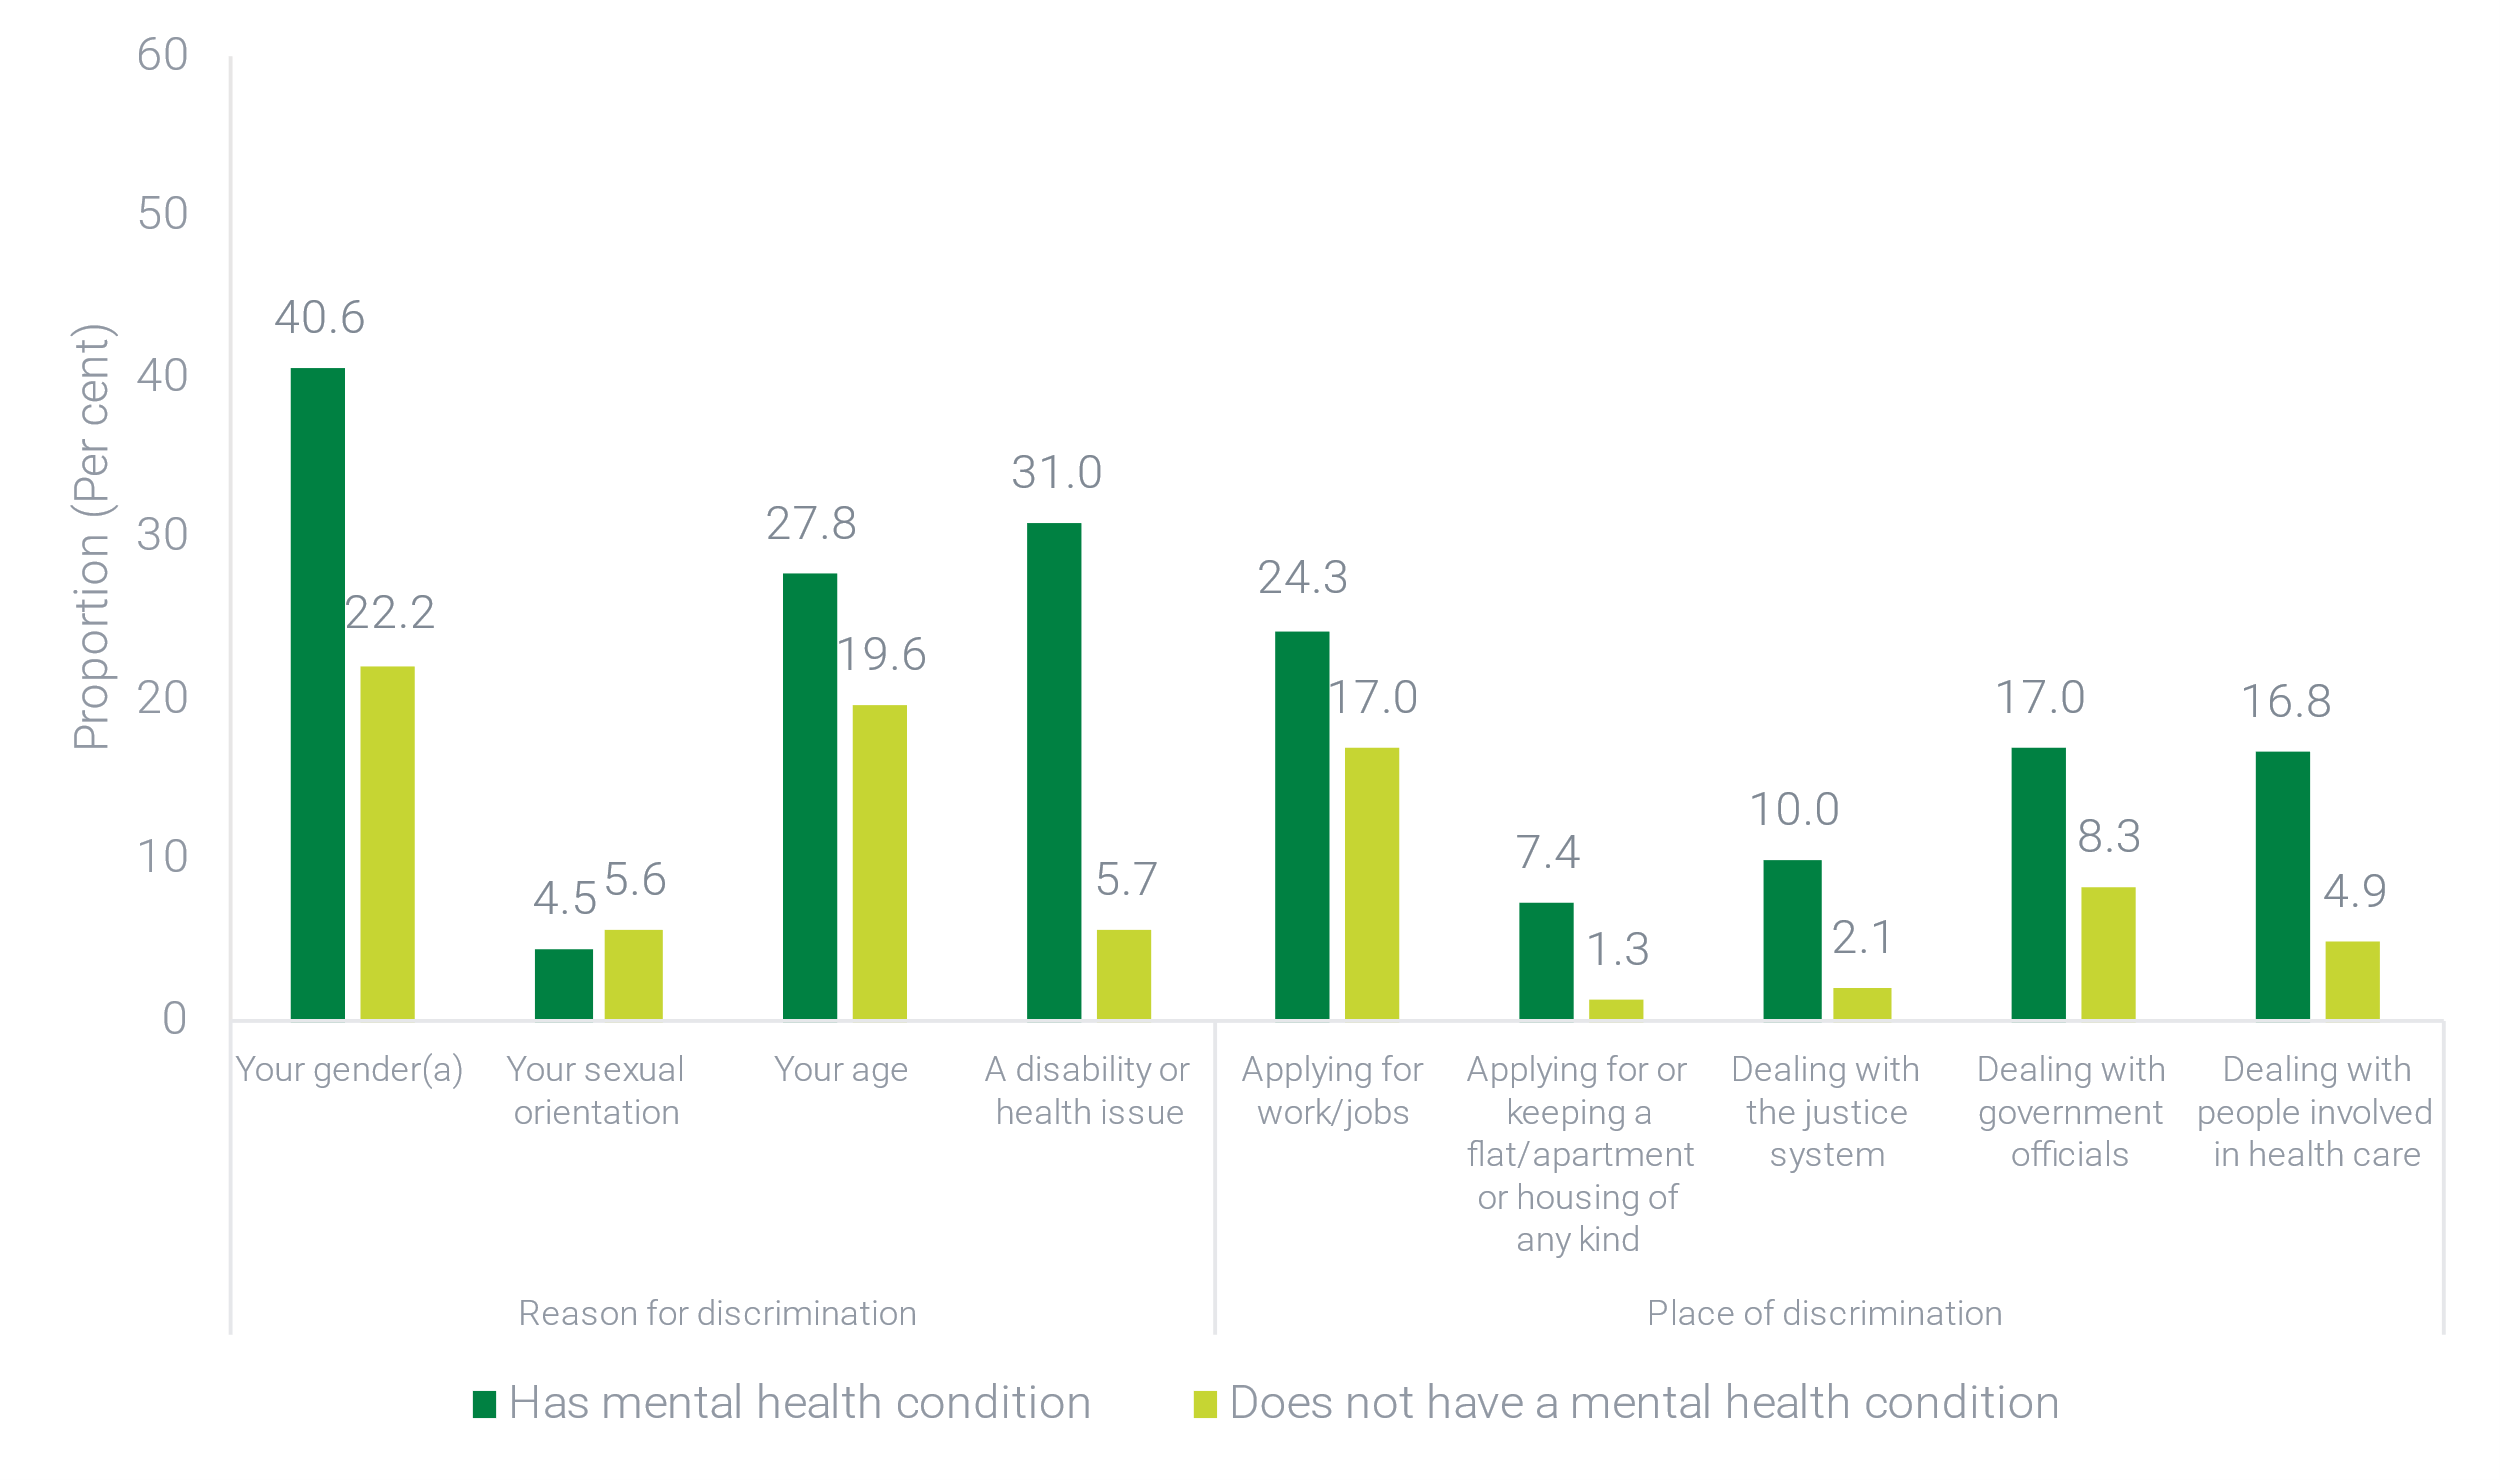 60
50
40
30
20
10
0
Proportion (Per cent)
40.6
22.2
4.5
5.6
27.8
19.6
31.0
5.7
24.3
17.0
7.4
1.3
10.0
2.1
17.0
8.3
16.8
4.9
Your gender(a)
Your sexual
orientation
Your age
A disability or
health issue
Applying for
work/jobs
Applying for or
keeping a
flat/apartment
or housing of
any kind
Dealing with
the justice
system
Dealing with
government
officials
Dealing with
people involved
in health care
Reason for discrimination
Place of discrimination
Has mental health condition
Does not have a mental health condition